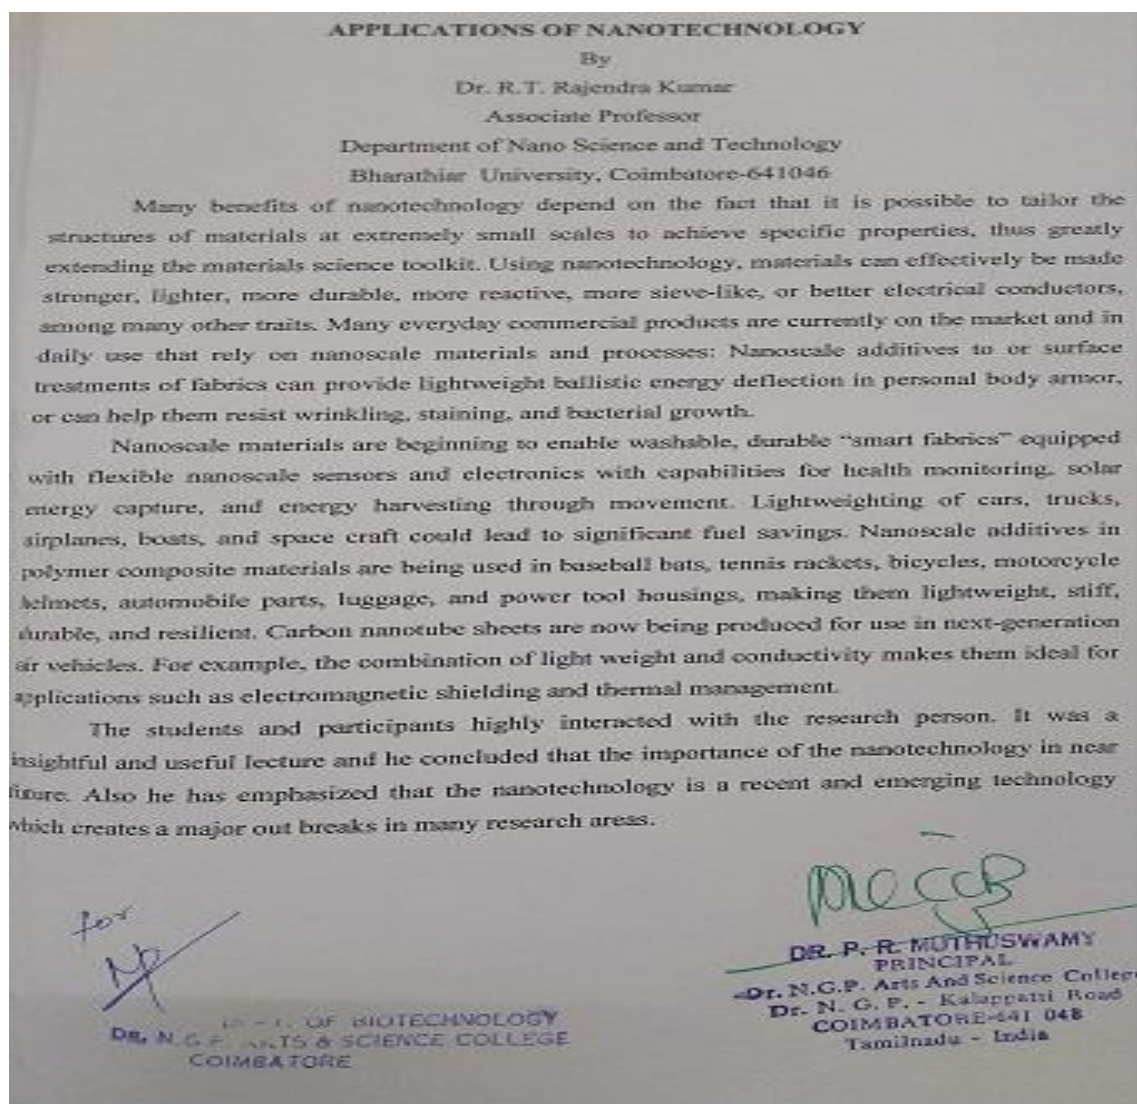 APPLICATIONS OF NANOTECHNOLOGY
By
Dr. R.T. Rajendra Kumar
Associate Professor
Department of Nano Science and Technology
Bharathiar University, Coimbatore-641046
Many benefits of nanotechnology depend on the fact that it is possible to tailor the
structures of materials at extremely small scales to achieve specific properties, thus greatly
extending the materials science toolkit. Using nanotechnology, materials can effectively be made
stronger, lighter, more durable, more reactive, more sieve-like, or better electrical conductors,
among many other traits. Many everyday commercial products are currently on the market and in
daily use that rely on nanoscale materials and processes: Nanoscale additives to or surface
treatments of fabrics can provide lightweight ballistic energy deflection in personal body armor,
or can help them resist wrinkling, staining, and bacterial growth.
Nanoscale materials are beginning to enable washable, durable “smart fabrics” equipped
with flexible nanoscale sensors and electronics with capabilities for health monitoring, solar
energy capture, and energy harvesting through movement. Lightweighting of cars, trucks,
airplanes, boats, and space craft could lead to significant fuel savings. Nanoscale additives in
polymer composite materials are being used in baseball bats, tennis rackets, bicycles, motorcycle
helmets, automobile parts, luggage, and power tool housings, making them lightweight, stiff,
durable, and resilient. Carbon nanotube sheets are now being produced for use in next-generation
air vehicles. For example, the combination of light weight and conductivity makes them ideal for
applications such as electromagnetic shielding and thermal management.
The students and participants highly interacted with the research person. It was a
insightful and useful lecture and he concluded that the importance of the nanotechnology in near
future. Also he has emphasized that the nanotechnology is a recent and emerging technology
which creates a major out breaks in many research areas.
for
OF BIOTECHNOLOGY
DR. N.G.P. ARTS & SCIENCE COLLEGE
COIMBATORE
DR. P. R. MUTHUSWAMY
PRINCIPAL
Dr. N.G.P. Arts And Science College
Dr. N. G. P. - Kalappatti Road
COIMBATORE-641 048
Tamilnadu - India